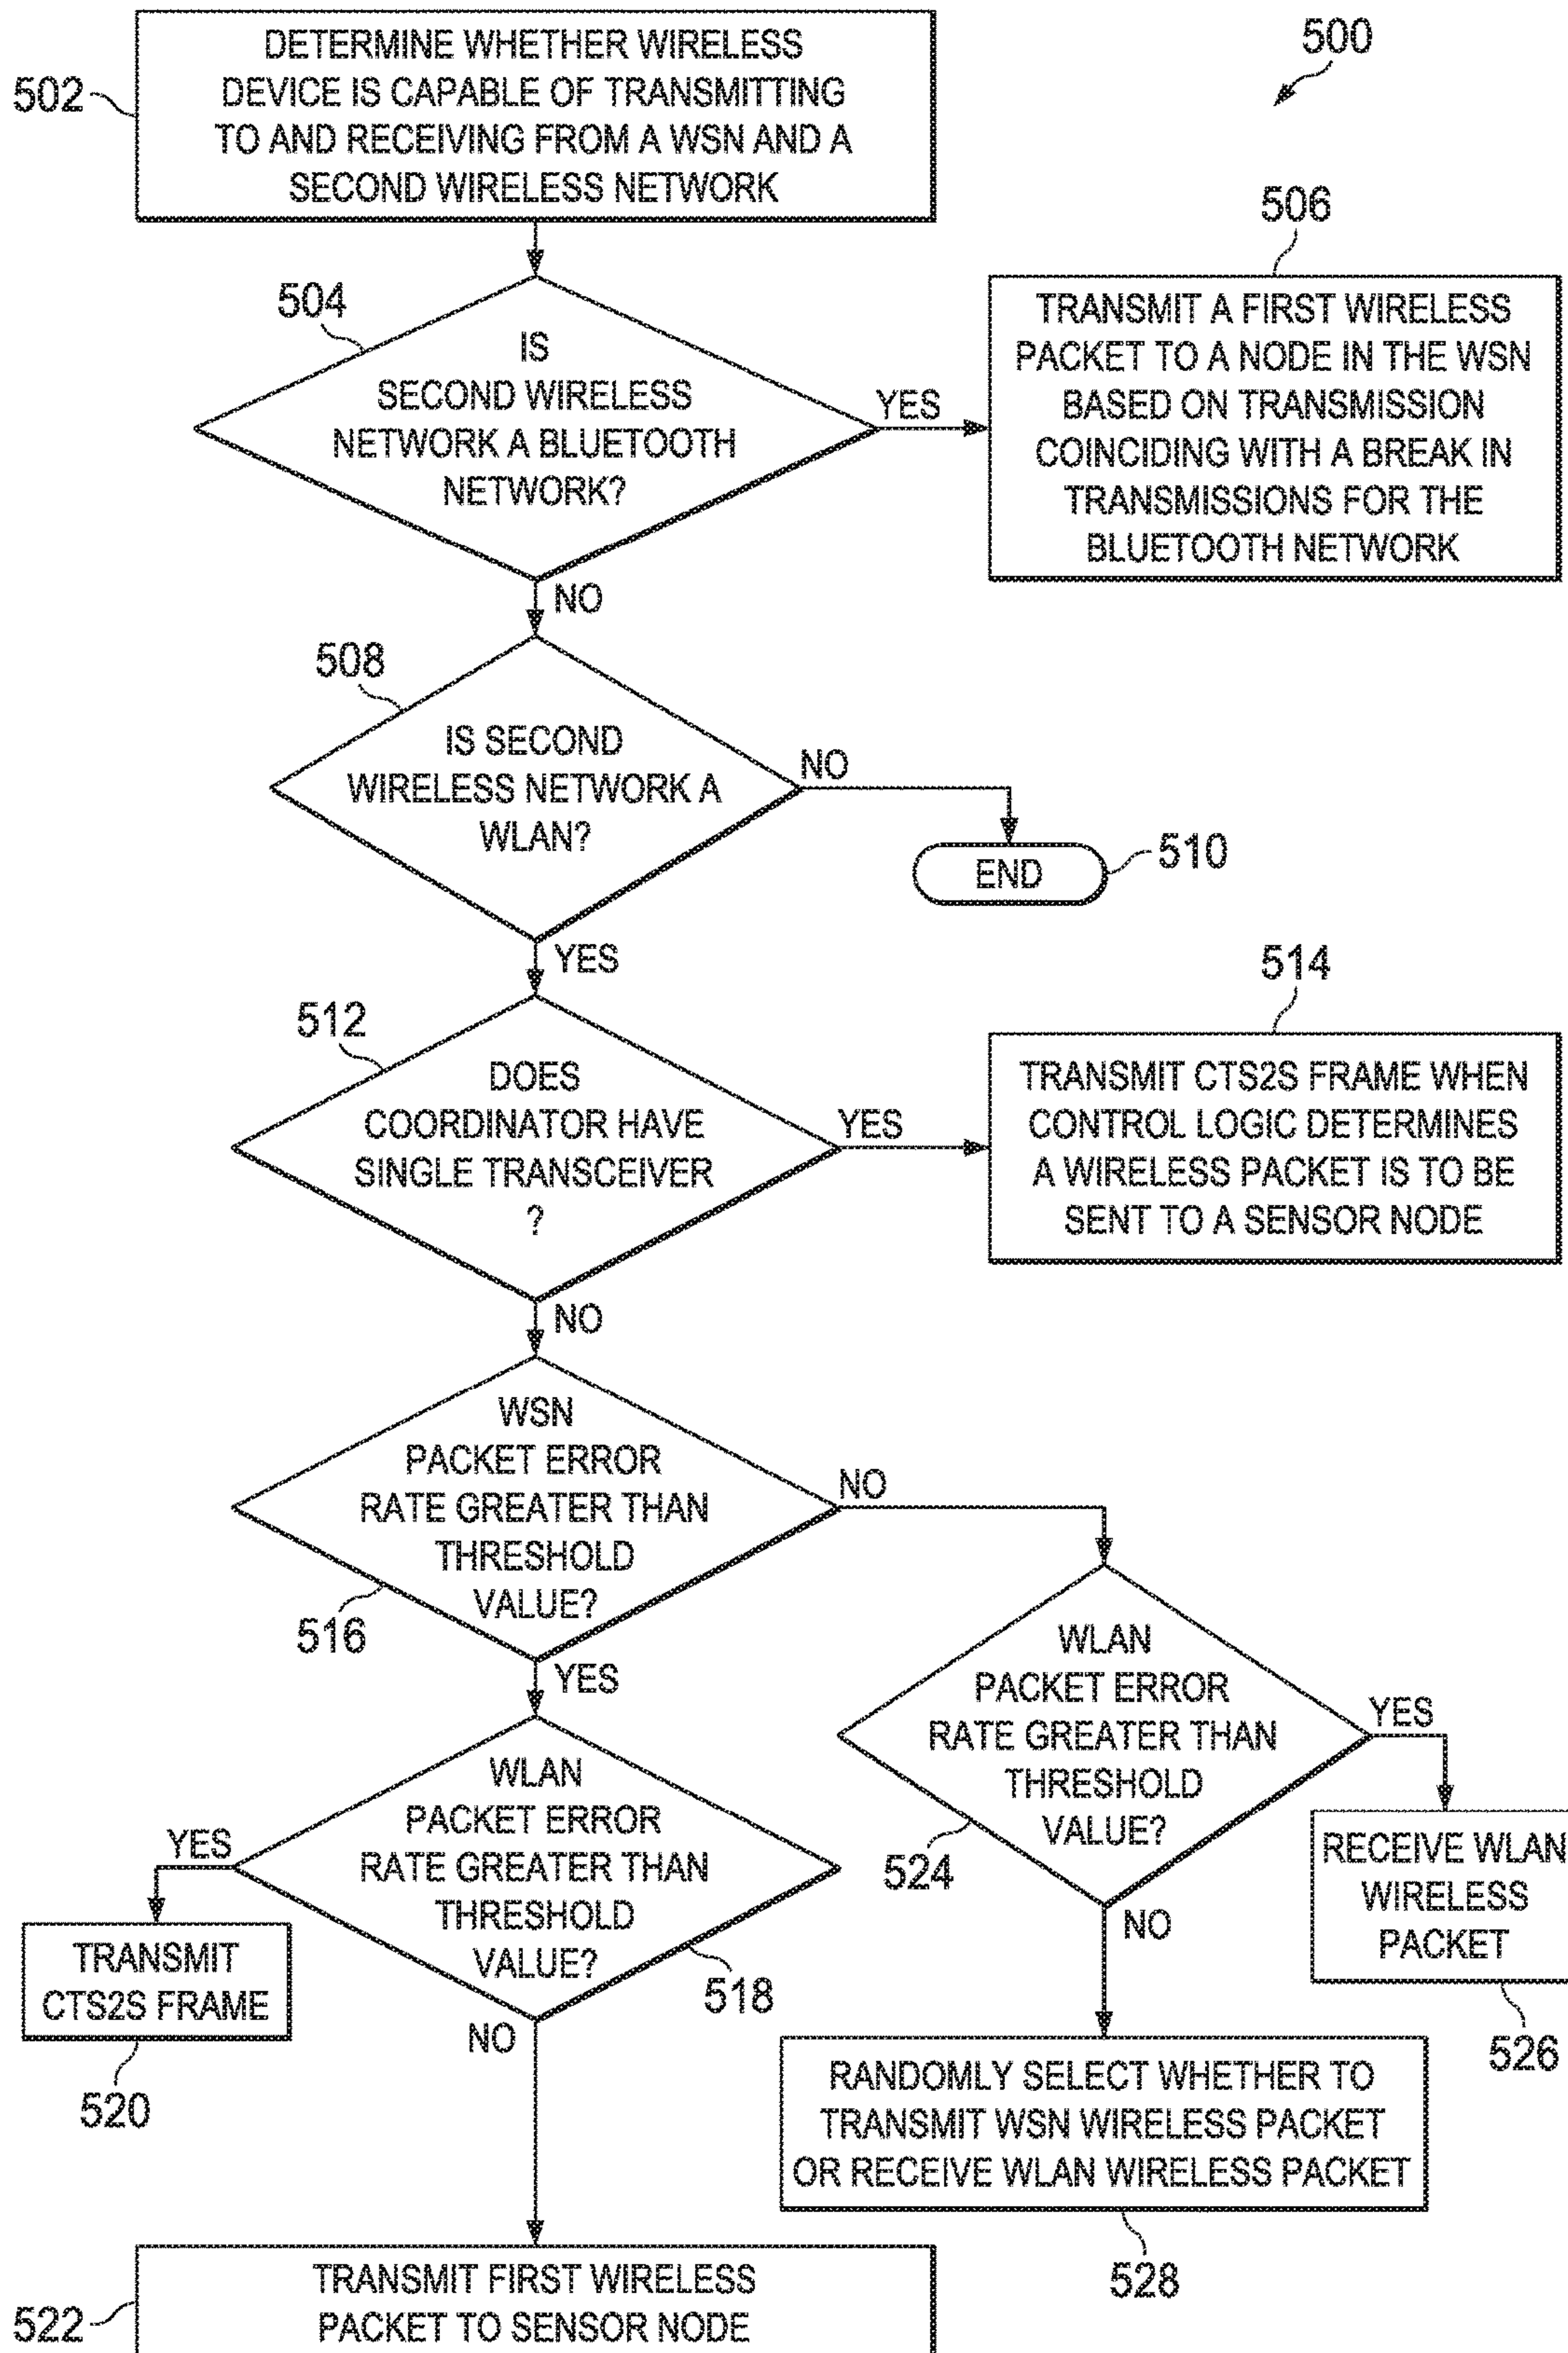 500
502
DETERMINE WHETHER WIRELESS
DEVICE IS CAPABLE OF TRANSMITTING
TO AND RECEIVING FROM A WSN AND A
SECOND WIRELESS NETWORK
504
IS
SECOND WIRELESS
NETWORK A BLUETOOTH
NETWORK?
YES
506
TRANSMIT A FIRST WIRELESS
PACKET TO A NODE IN THE WSN
BASED ON TRANSMISSION
COINCIDING WITH A BREAK IN
TRANSMISSIONS FOR THE
BLUETOOTH NETWORK
NO
508
IS SECOND
WIRELESS NETWORK A
WLAN?
NO
END
510
YES
512
DOES
COORDINATOR HAVE
SINGLE TRANSCEIVER
?
YES
514
TRANSMIT CTS2S FRAME WHEN
CONTROL LOGIC DETERMINES
A WIRELESS PACKET IS TO BE
SENT TO A SENSOR NODE
NO
WSN
PACKET ERROR
RATE GREATER THAN
THRESHOLD
VALUE?
516
NO
YES
WLAN
PACKET ERROR
RATE GREATER THAN
THRESHOLD
VALUE?
518
YES
TRANSMIT
CTS2S FRAME
520
NO
WLAN
PACKET ERROR
RATE GREATER THAN
THRESHOLD
VALUE?
524
YES
RECEIVE WLAN
WIRELESS
PACKET
526
NO
RANDOMLY SELECT WHETHER TO
TRANSMIT WSN WIRELESS PACKET
OR RECEIVE WLAN WIRELESS PACKET
528
522
TRANSMIT FIRST WIRELESS
PACKET TO SENSOR NODE